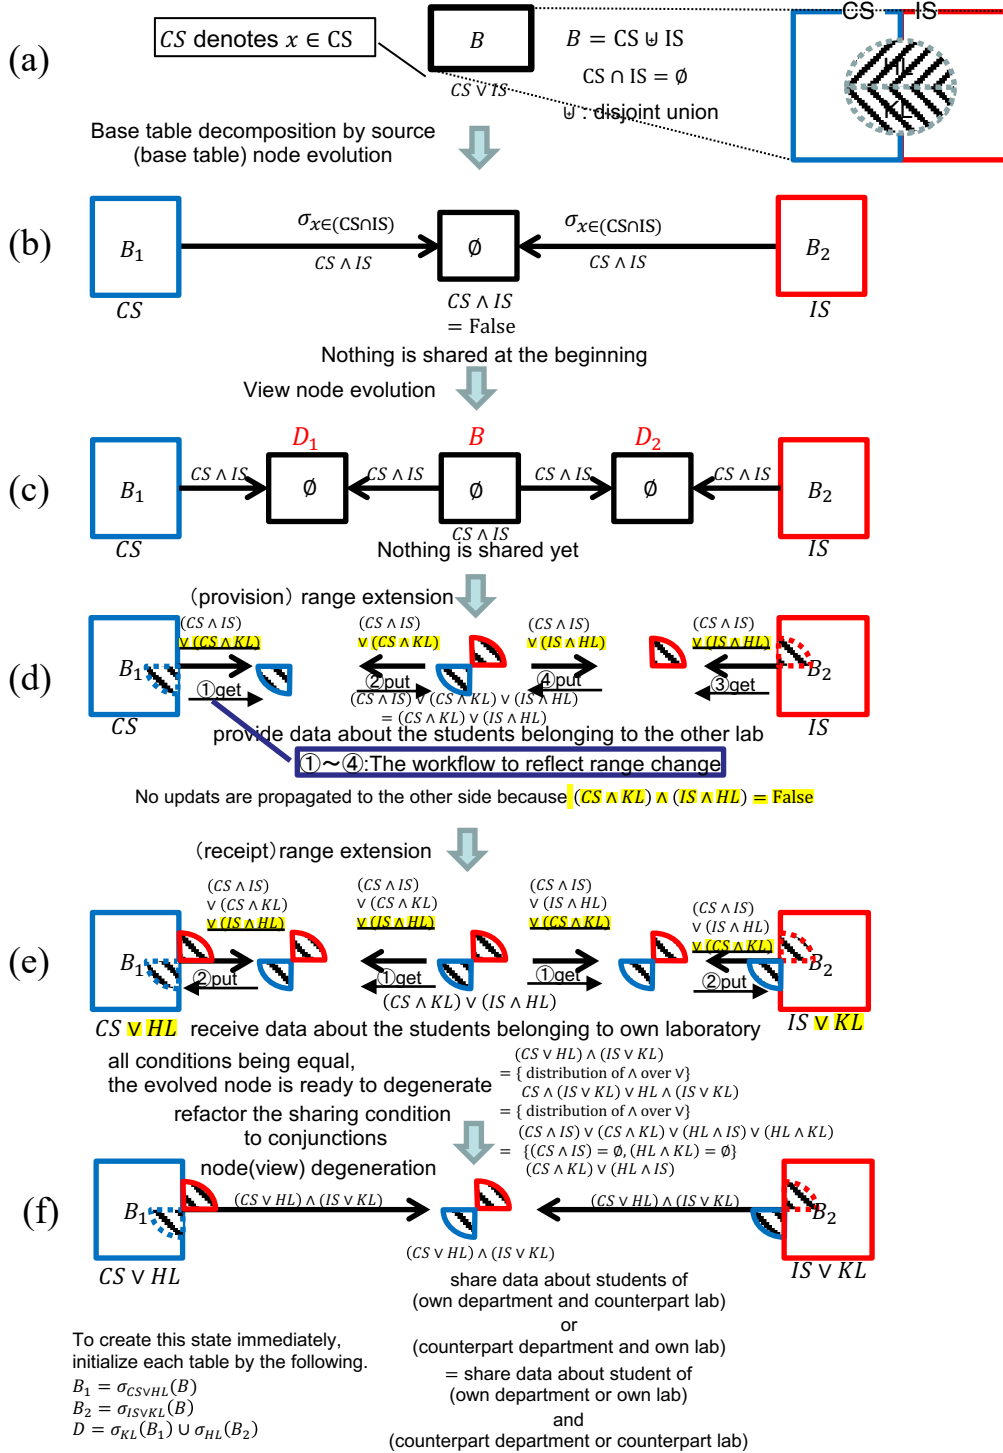 (a)
CS denotes x ∈ CS
B
CS ∨ IS
B = CS ⊎ IS
CS ∩ IS = ∅
⊎ : disjoint union
CS IS
HL
KL
Base table decomposition by source
(base table) node evolution
(b)
B₁
CS
σx∈(CS∩IS)
CS ∧ IS
∅
CS ∧ IS
= False
σx∈(CS∩IS)
CS ∧ IS
B₂
IS
Nothing is shared at the beginning
View node evolution
(c)
D₁ B D₂
B₁ CS ∧ IS ∅ CS ∧ IS ∅ CS ∧ IS ∅ CS ∧ IS B₂
CS CS ∧ IS IS
Nothing is shared yet
(provision) range extension
(d)
(CS ∧ IS) (CS ∧ IS) (CS ∧ IS) (CS ∧ IS)
∨ (CS ∧ KL) ∨ (CS ∧ KL) ∨ (IS ∧ HL) ∨ (IS ∧ HL)
B₁ B₂
①get ②put ④put ③get
(CS ∧ IS) ∨ (CS ∧ KL) ∨ (IS ∧ HL)
= (CS ∧ KL) ∨ (IS ∧ HL)
CS IS
provide data about the students belonging to the other lab
①～④:The workflow to reflect range change
No updats are propagated to the other side because (CS ∧ KL) ∧ (IS ∧ HL) = False
(receipt)range extension
(e)
(CS ∧ IS) (CS ∧ IS) (CS ∧ IS) (CS ∧ IS)
∨ (CS ∧ KL) ∨ (CS ∧ KL) ∨ (IS ∧ HL) ∨ (IS ∧ HL)
∨ (IS ∧ HL) ∨ (IS ∧ HL) ∨ (CS ∧ KL) ∨ (CS ∧ KL)
B₁ B₂
②put ①get ①get ②put
(CS ∧ KL) ∨ (IS ∧ HL)
CS ∨ HL IS ∨ KL
receive data about the students belonging to own laboratory
all conditions being equal,
the evolved node is ready to degenerate
refactor the sharing condition
to conjunctions
(CS ∨ HL) ∧ (IS ∨ KL)
= { distribution of ∧ over ∨}
CS ∧ (IS ∨ KL) ∨ HL ∧ (IS ∨ KL)
= { distribution of ∧ over ∨}
(CS ∧ IS) ∨ (CS ∧ KL) ∨ (HL ∧ IS) ∨ (HL ∧ KL)
= {(CS ∧ IS) = ∅, (HL ∧ KL) = ∅}
(CS ∧ KL) ∨ (HL ∧ IS)
node(view) degeneration
(f)
B₁ (CS ∨ HL) ∧ (IS ∨ KL) (CS ∨ HL) ∧ (IS ∨ KL) B₂
(CS ∨ HL) ∧ (IS ∨ KL)
CS ∨ HL IS ∨ KL
share data about students of
(own department and counterpart lab)
or
(counterpart department and own lab)
= share data about student of
(own department or own lab)
and
(counterpart department or counterpart lab)
To create this state immediately,
initialize each table by the following.
B₁ = σCS∨HL(B)
B₂ = σIS∨KL(B)
D = σKL(B₁) ∪ σHL(B₂)